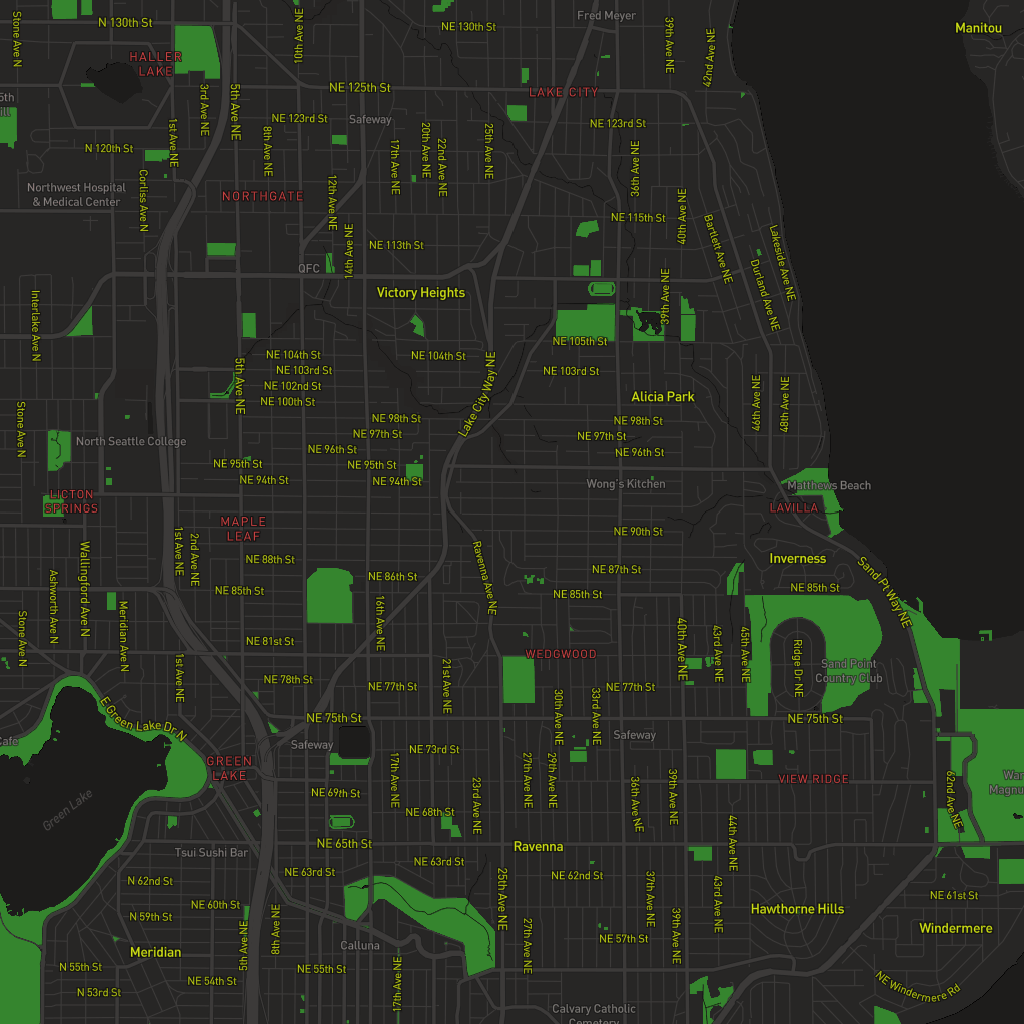 Stone Ave N
N 130th St
10th Ave NE
NE 130th St
Fred Meyer
39th Ave NE
42nd Ave NE
Manitou
HALLER
LAKE
3rd Ave NE
5th Ave NE
NE 125th St
LAKE CITY
NE 123rd St
Safeway
NE 123rd St
1st Ave NE
8th Ave NE
17th Ave NE
20th Ave NE
22nd Ave NE
25th Ave NE
36th Ave NE
N 120th St
Northwest Hospital
& Medical Center
Corliss Ave N
NORTHGATE
12th Ave NE
14th Ave NE
40th Ave NE
NE 115th St
Bartlett Ave NE
Lakeside Ave NE
Durland Ave NE
NE 113th St
QFC
Victory Heights
39th Ave NE
Interlake Ave N
NE 105th St
NE 104th St
NE 104th St
NE 103rd St
NE 103rd St
NE 102nd St
NE 100th St
5th Ave NE
Lake City Way NE
Alicia Park
46th Ave NE
48th Ave NE
Stone Ave N
NE 98th St
NE 98th St
NE 97th St
NE 97th St
North Seattle College
NE 96th St
NE 96th St
NE 95th St
NE 95th St
NE 94th St
NE 94th St
Wong's Kitchen
Matthews Beach
LICTON
SPRINGS
LAVILLA
MAPLE
LEAF
NE 90th St
1st Ave NE
2nd Ave NE
NE 88th St
Ravenna Ave NE
Inverness
Sand Pt Way NE
NE 87th St
NE 86th St
NE 85th St
NE 85th St
NE 85th St
Ashworth Ave N
Wallingford Ave N
Meridian Ave N
Stone Ave N
16th Ave NE
40th Ave NE
43rd Ave NE
45th Ave NE
Ridge Dr NE
NE 81st St
WEDGWOOD
Sand Point
Country Club
1st Ave NE
NE 78th St
NE 77th St
21st Ave NE
NE 77th St
30th Ave NE
33rd Ave NE
E Green Lake Dr N
NE 75th St
NE 75th St
Safeway
Safeway
NE 73rd St
GREEN
LAKE
17th Ave NE
23rd Ave NE
27th Ave NE
29th Ave NE
36th Ave NE
39th Ave NE
VIEW RIDGE
62nd Ave NE
Green Lake
NE 69th St
NE 68th St
44th Ave NE
NE 65th St
Ravenna
Tsui Sushi Bar
NE 63rd St
NE 63rd St
NE 62nd St
N 62nd St
25th Ave NE
37th Ave NE
43rd Ave NE
NE 61st St
NE 60th St
N 59th St
5th Ave NE
8th Ave NE
27th Ave NE
39th Ave NE
Hawthorne Hills
Windermere
NE 57th St
Calluna
Meridian
N 55th St
NE 55th St
17th Ave NE
NE 54th St
N 53rd St
NE Windermere Rd
Calvary Catholic
Cemetery